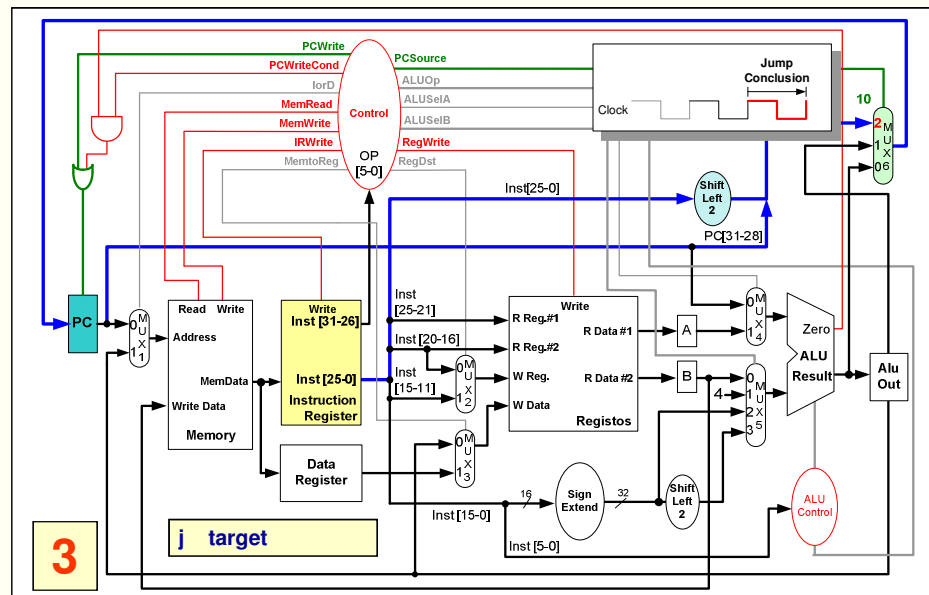 PCWrite
PCSource
PCWriteCond
IorD
ALUOp
MemRead
Control
ALUSelA
MemWrite
ALUSelB
IRWrite
RegWrite
MemtoReg
OP
[5-0]
RegDst
Jump
Conclusion
Clock
10
2
1
0
M
U
X
6
Inst[25-0]
Shift
Left
2
PC[31-28]
PC
0
1
M
U
X
1
Read Write
Address
MemData
Write Data
Memory
Write
Inst [31-26]
Inst [25-0]
Instruction
Register
Data
Register
Inst
[25-21]
Inst [20-16]
Inst
[15-11]
0
1
M
U
X
2
0
1
M
U
X
3
Write
R Reg.#1
R Reg.#2
W Reg.
W Data
R Data #1
R Data #2
Registos
A
B
0
1
M
U
X
4
0
4
1
2
3
M
U
X
5
Zero
ALU
Result
Alu
Out
Inst [15-0]
16
Sign
Extend
32
Shift
Left
2
Inst [5-0]
ALU
Control
3
j target